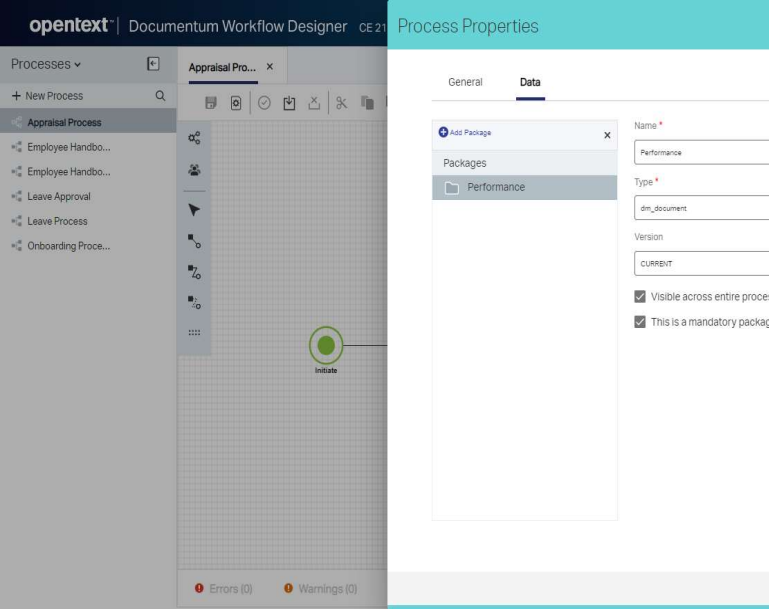 opentext™ | Documentum Workflow Designer CE 21
Process Properties
Processes
Appraisal Pro... ×
General Data
+ New Process
Appraisal Process
Employee Handbo...
Employee Handbo...
Leave Approval
Leave Process
Onboarding Proce...
Initiate
Errors (0) Warnings (0)
Add Package ×
Packages
Performance
Name *
Performance
Type *
dm_document
Version
CURRENT
Visible across entire proces
This is a mandatory packag